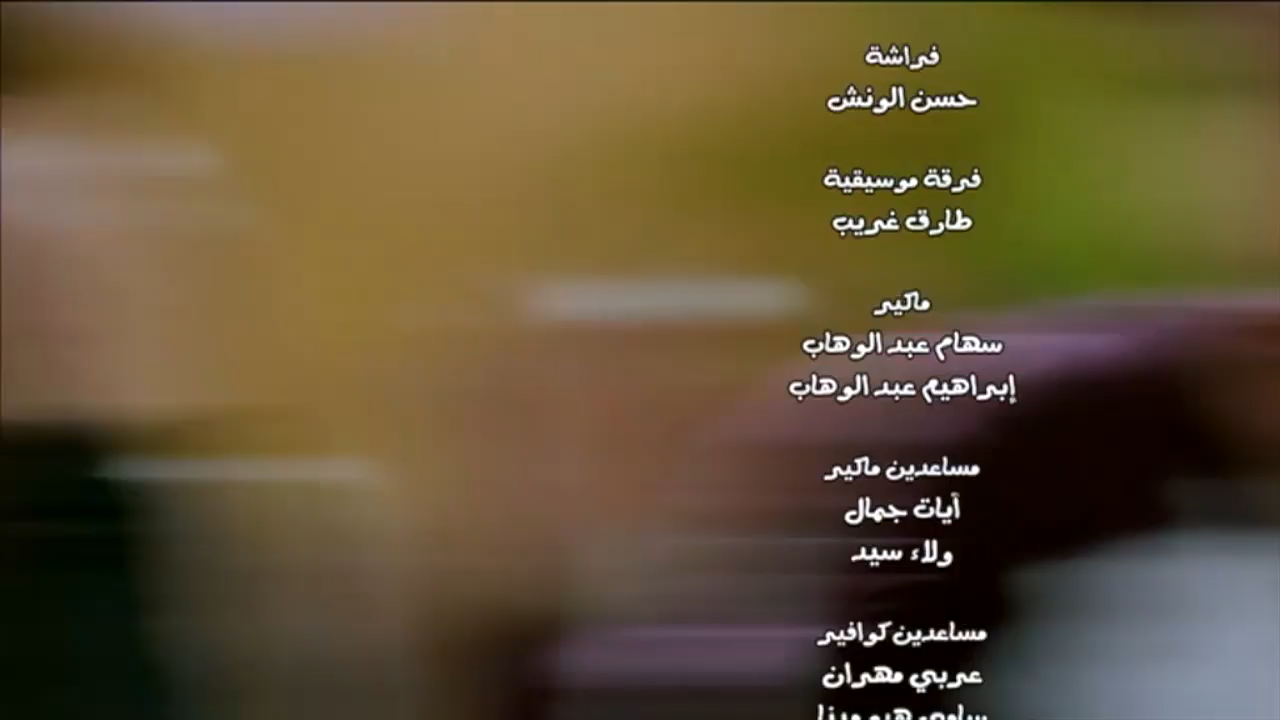 فراشة
حسن الونش
فرقة موسيقية
طارق غريب
ماكير
سهام عبد الوهاب
إبراهيم عبد الوهاب
مساعدين ماكير
آيات جمال
ولاء سيد
مساعدين كوافير
عربي مهران